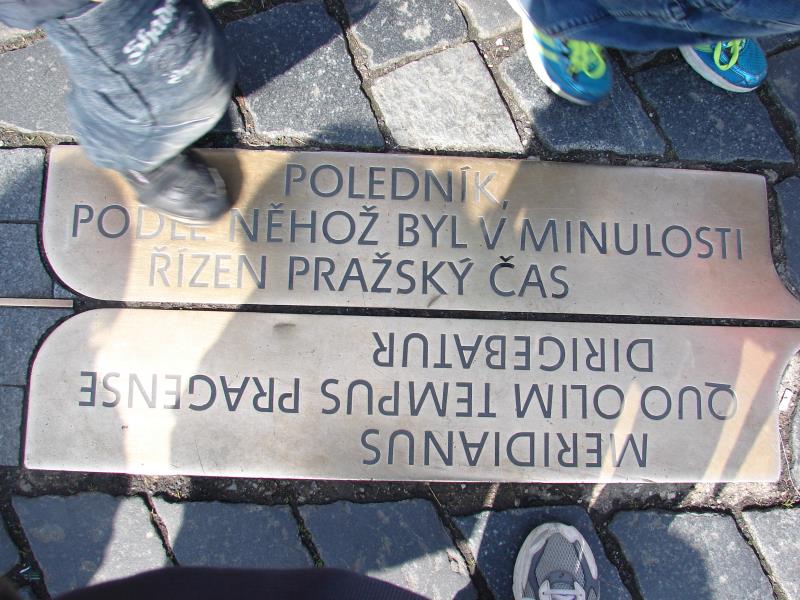 POLEDNÍK,
PODLE NĚHOŽ BYL V MINULOSTI
ŘÍZEN PRAŽSKÝ ČAS
MERIDIANUS
QUO OLIM TEMPUS PRAGENSE
DIRIGEBATUR